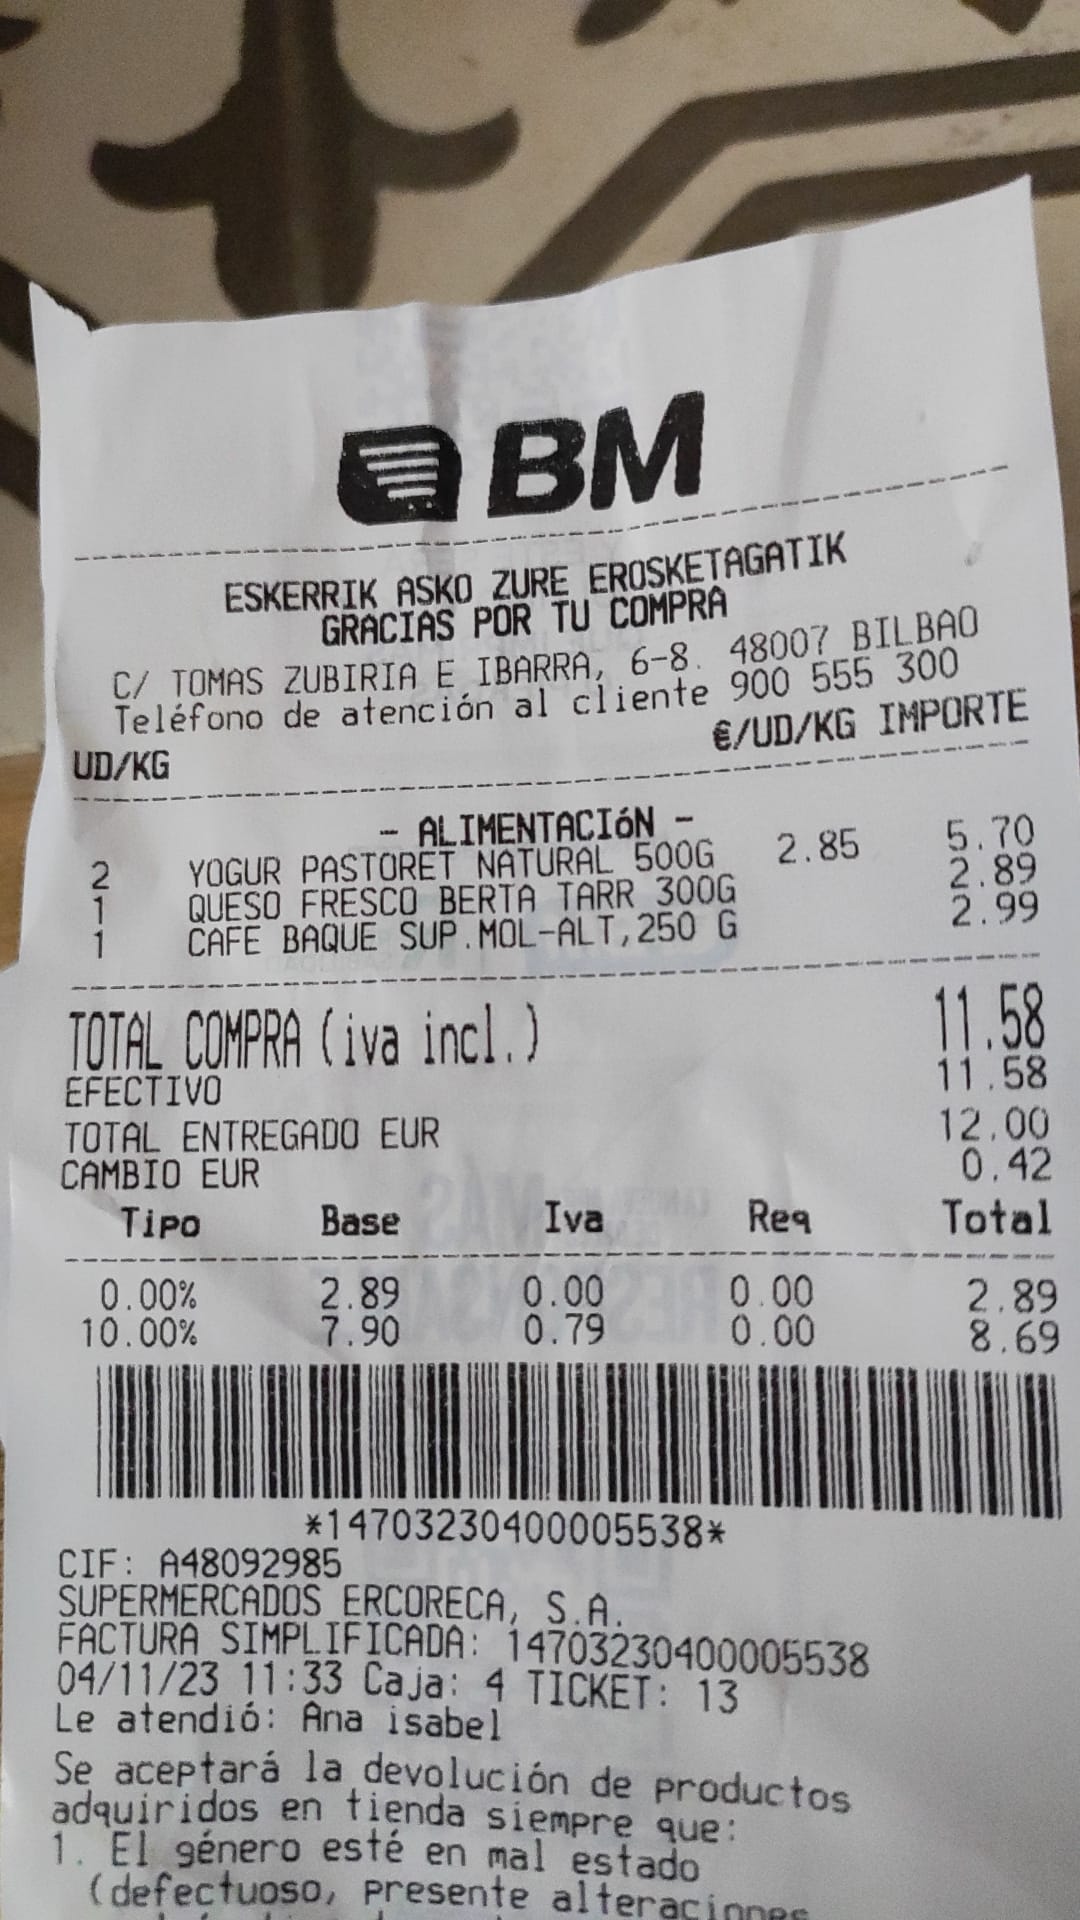 BM
ESKERRIK ASKO ZURE EROSKETAGATIK
GRACIAS POR TU COMPRA
C/ TOMAS ZUBIRIA E IBARRA, 6-8. 48007 BILBAO
Teléfono de atención al cliente 900 555 300
UD/KG €/UD/KG IMPORTE
- ALIMENTACIóN -
2 YOGUR PASTORET NATURAL 500G 2.85 5.70
1 QUESO FRESCO BERTA TARR 300G 2.89
1 CAFE BAQUE SUP.MOL-ALT,250 G 2.99
TOTAL COMPRA (iva incl.) 11.58
EFECTIVO 11.58
TOTAL ENTREGADO EUR 12.00
CAMBIO EUR 0.42
Tipo Base Iva Req Total
0.00% 2.89 0.00 0.00 2.89
10.00% 7.90 0.79 0.00 8.69
*14703230400005538*
CIF: A48092985
SUPERMERCADOS ERCORECA, S.A.
FACTURA SIMPLIFICADA: 14703230400005538
04/11/23 11:33 Caja: 4 TICKET: 13
Le atendió: Ana isabel
Se aceptará la devolución de productos
adquiridos en tienda siempre que:
1. El género esté en mal estado
(defectuoso, presente alteraciones